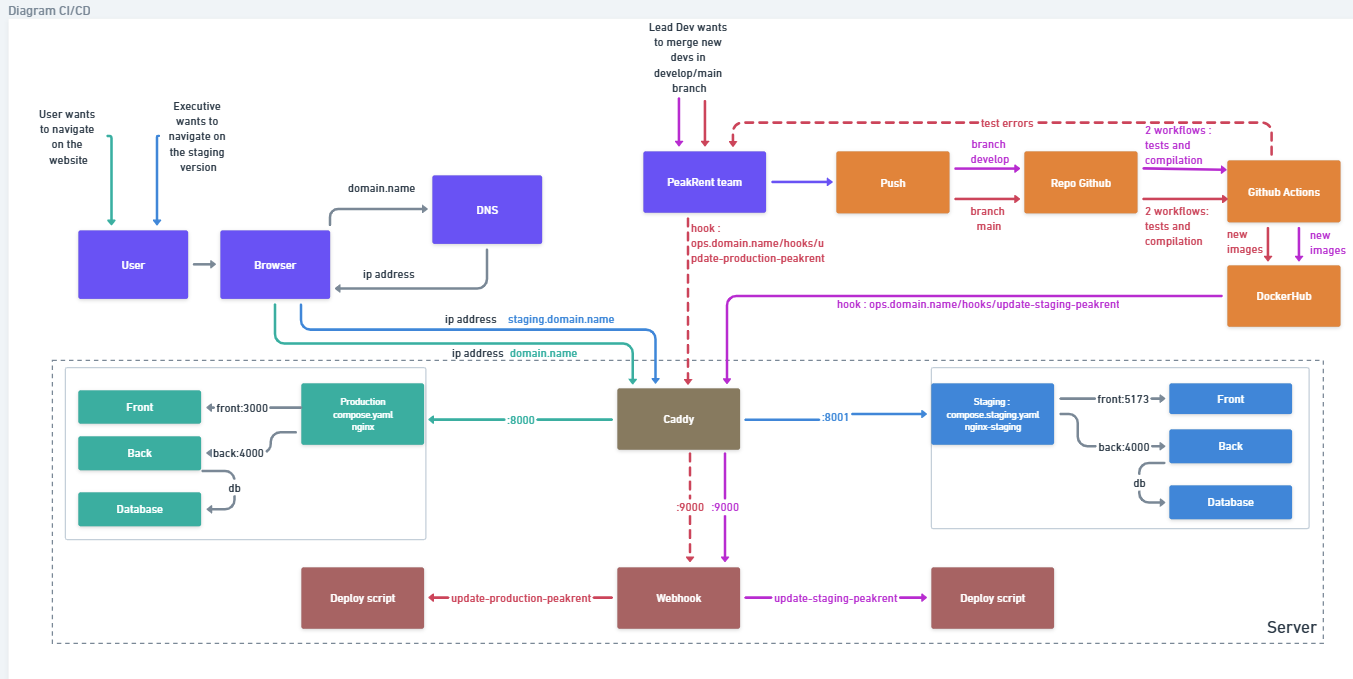 Diagram CI/CD
Lead Dev wants
to merge new
devs in
develop/main
branch
User wants
to navigate
on the
website
Executive
wants to
navigate on
the staging
version
domain.name
DNS
ip address
User
Browser
test errors
PeakRent team
Push
branch
develop
branch
main
Repo Github
2 workflows :
tests and
compilation
2 workflows:
tests and
compilation
Github Actions
new
images
new
images
DockerHub
hook :
ops.domain.name/hooks/u
pdate-production-peakrent
hook : ops.domain.name/hooks/update-staging-peakrent
ip address staging.domain.name
ip address domain.name
Front
front:3000
Production
compose.yaml
nginx
Back
back:4000
db
Database
:8000
Caddy
:8001
Staging :
compose.staging.yaml
nginx-staging
front:5173
Front
back:4000
Back
db
Database
:9000
:9000
Deploy script
update-production-peakrent
Webhook
update-staging-peakrent
Deploy script
Server